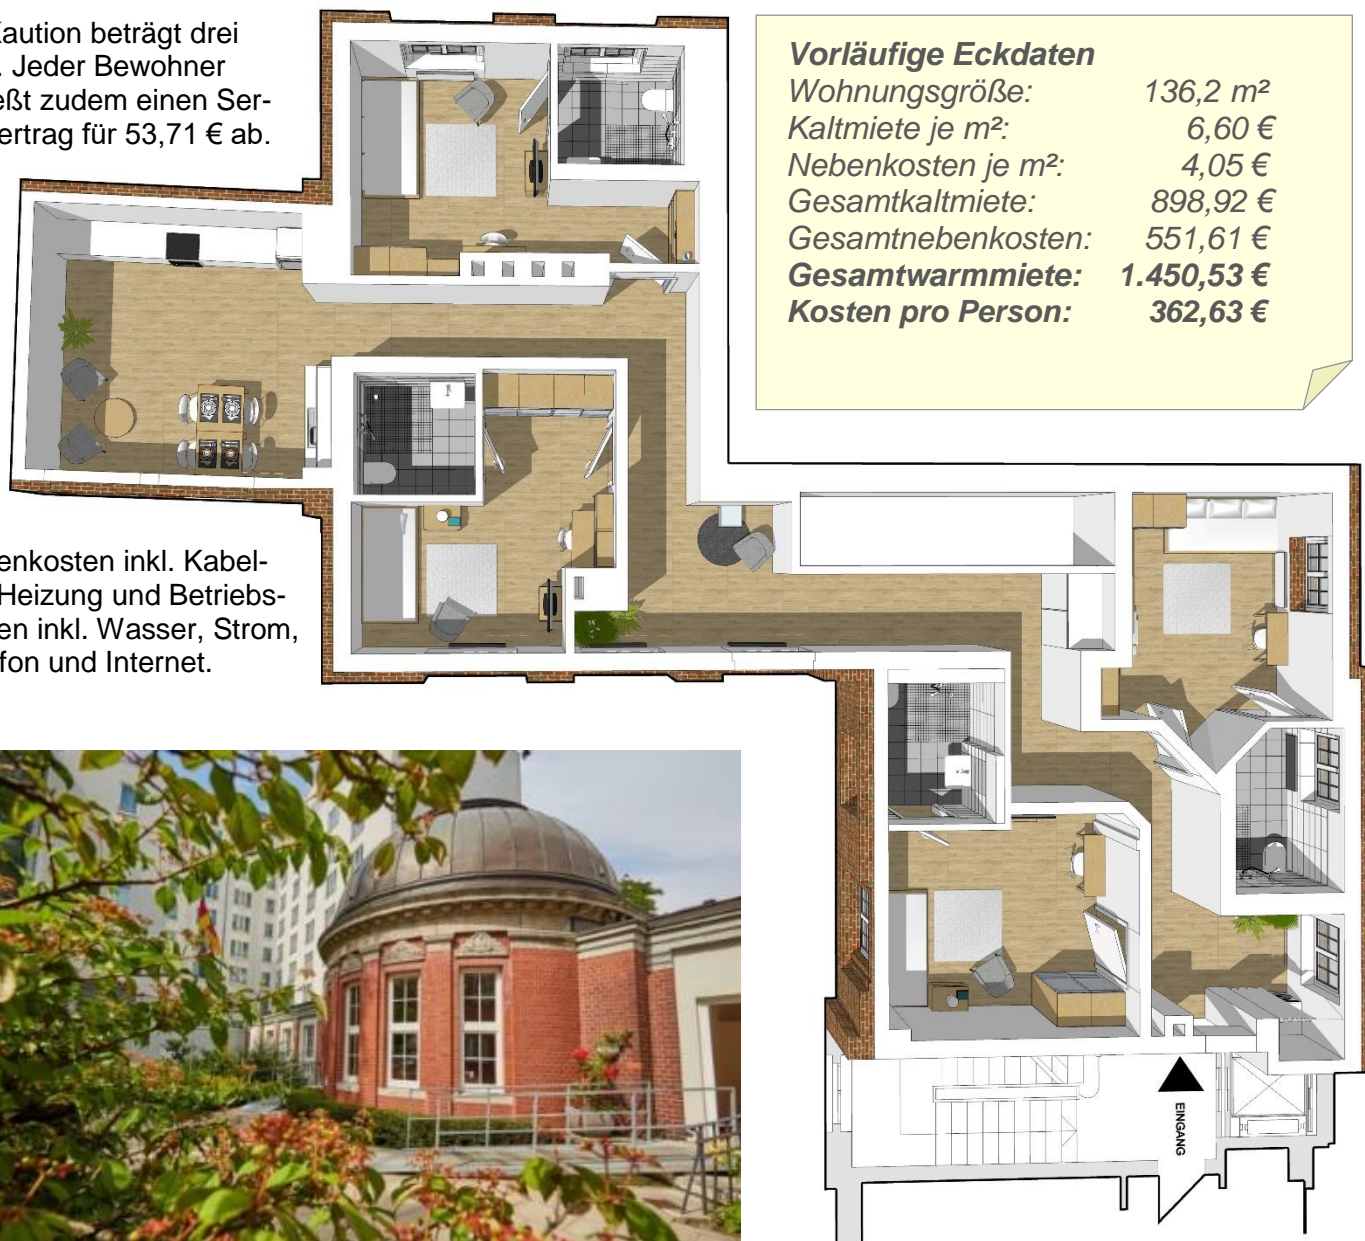 Kaution beträgt drei
. Jeder Bewohner
eßt zudem einen Ser-
ertrag für 53,71 € ab.
Vorläufige Eckdaten
Wohnungsgröße: 136,2 m²
Kaltmiete je m²: 6,60 €
Nebenkosten je m²: 4,05 €
Gesamtkaltmiete: 898,92 €
Gesamtnebenkosten: 551,61 €
Gesamtwarmmiete: 1.450,53 €
Kosten pro Person: 362,63 €
enkosten inkl. Kabel-
Heizung und Betriebs-
en inkl. Wasser, Strom,
fon und Internet.
EINGANG